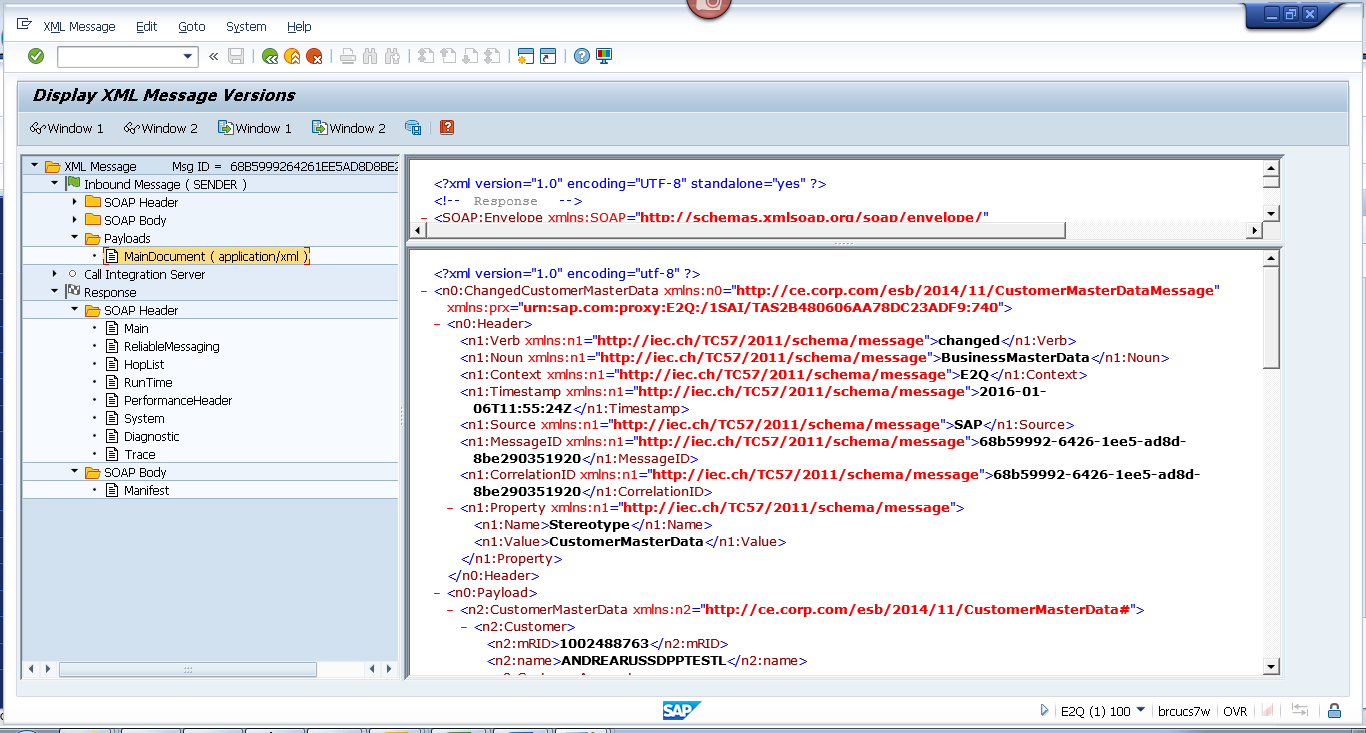 XML Message Edit Goto System Help
Display XML Message Versions
Window 1 Window 2 Window 1 Window 2
XML Message Msg ID = 68B5999264261EE5AD8D8BE2
Inbound Message ( SENDER )
SOAP Header
SOAP Body
Payloads
MainDocument ( application/xml )
Call Integration Server
Response
SOAP Header
Main
ReliableMessaging
HopList
RunTime
PerformanceHeader
System
Diagnostic
Trace
SOAP Body
Manifest
<?xml version="1.0" encoding="UTF-8" standalone="yes" ?>
<!-- Response -->
- <SOAP:Envelope xmlns:SOAP="http://schemas.xmlsoap.org/soap/envelope/"
<?xml version="1.0" encoding="utf-8" ?>
- <n0:ChangedCustomerMasterData xmlns:n0="http://ce.corp.com/esb/2014/11/CustomerMasterDataMessage"
xmlns:prx="urn:sap.com:proxy:E2Q:/1SAI/TAS2B480606AA78DC23ADF9:740">
- <n0:Header>
<n1:Verb xmlns:n1="http://iec.ch/TC57/2011/schema/message">changed</n1:Verb>
<n1:Noun xmlns:n1="http://iec.ch/TC57/2011/schema/message">BusinessMasterData</n1:Noun>
<n1:Context xmlns:n1="http://iec.ch/TC57/2011/schema/message">E2Q</n1:Context>
<n1:Timestamp xmlns:n1="http://iec.ch/TC57/2011/schema/message">2016-01-
06T11:55:24Z</n1:Timestamp>
<n1:Source xmlns:n1="http://iec.ch/TC57/2011/schema/message">SAP</n1:Source>
<n1:MessageID xmlns:n1="http://iec.ch/TC57/2011/schema/message">68b59992-6426-1ee5-ad8d-
8be290351920</n1:MessageID>
<n1:CorrelationID xmlns:n1="http://iec.ch/TC57/2011/schema/message">68b59992-6426-1ee5-ad8d-
8be290351920</n1:CorrelationID>
- <n1:Property xmlns:n1="http://iec.ch/TC57/2011/schema/message">
<n1:Name>Stereotype</n1:Name>
<n1:Value>CustomerMasterData</n1:Value>
</n1:Property>
</n0:Header>
- <n0:Payload>
- <n2:CustomerMasterData xmlns:n2="http://ce.corp.com/esb/2014/11/CustomerMasterData#">
- <n2:Customer>
<n2:mRID>1002488763</n2:mRID>
<n2:name>ANDREARUSSDPPTESTL</n2:name>
SAP
E2Q (1) 100 brcucs7w OVR